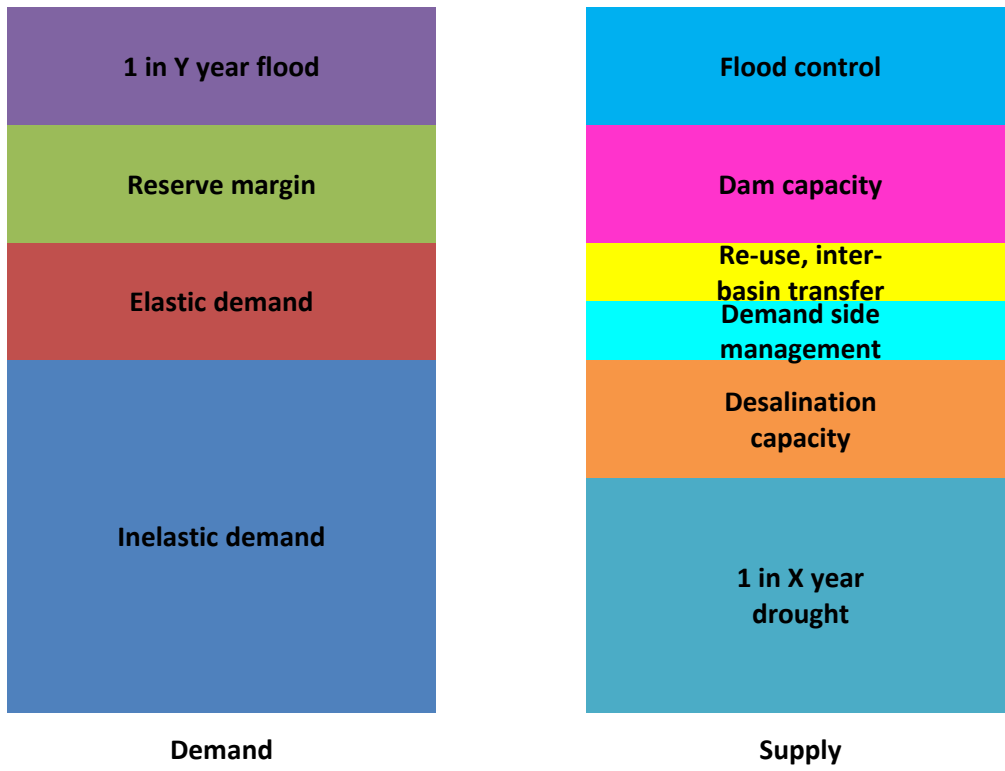 1 in Y year flood
Reserve margin
Elastic demand
Inelastic demand
Demand
Flood control
Dam capacity
Re-use, inter-
basin transfer
Demand side
management
Desalination
capacity
1 in X year
drought
Supply